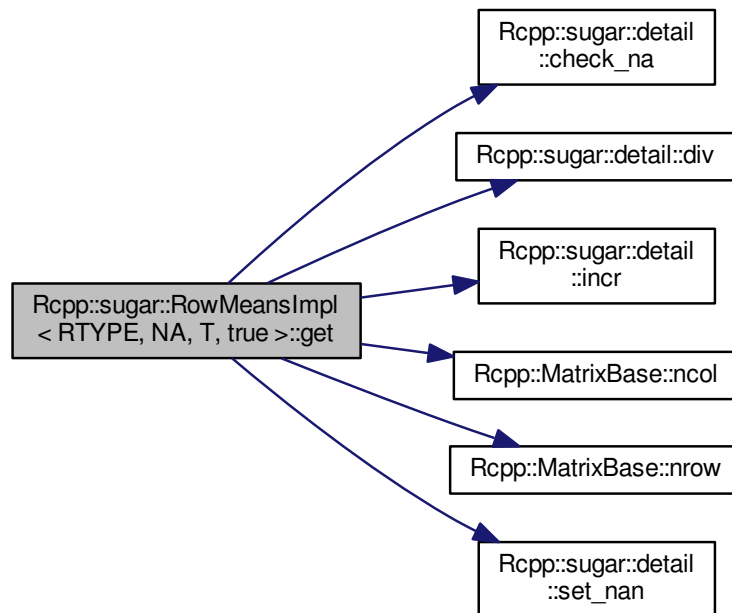 Rcpp::sugar::detail
::check_na
Rcpp::sugar::detail::div
Rcpp::sugar::detail
::incr
Rcpp::sugar::RowMeansImpl
< RTYPE, NA, T, true >::get
Rcpp::MatrixBase::ncol
Rcpp::MatrixBase::nrow
Rcpp::sugar::detail
::set_nan